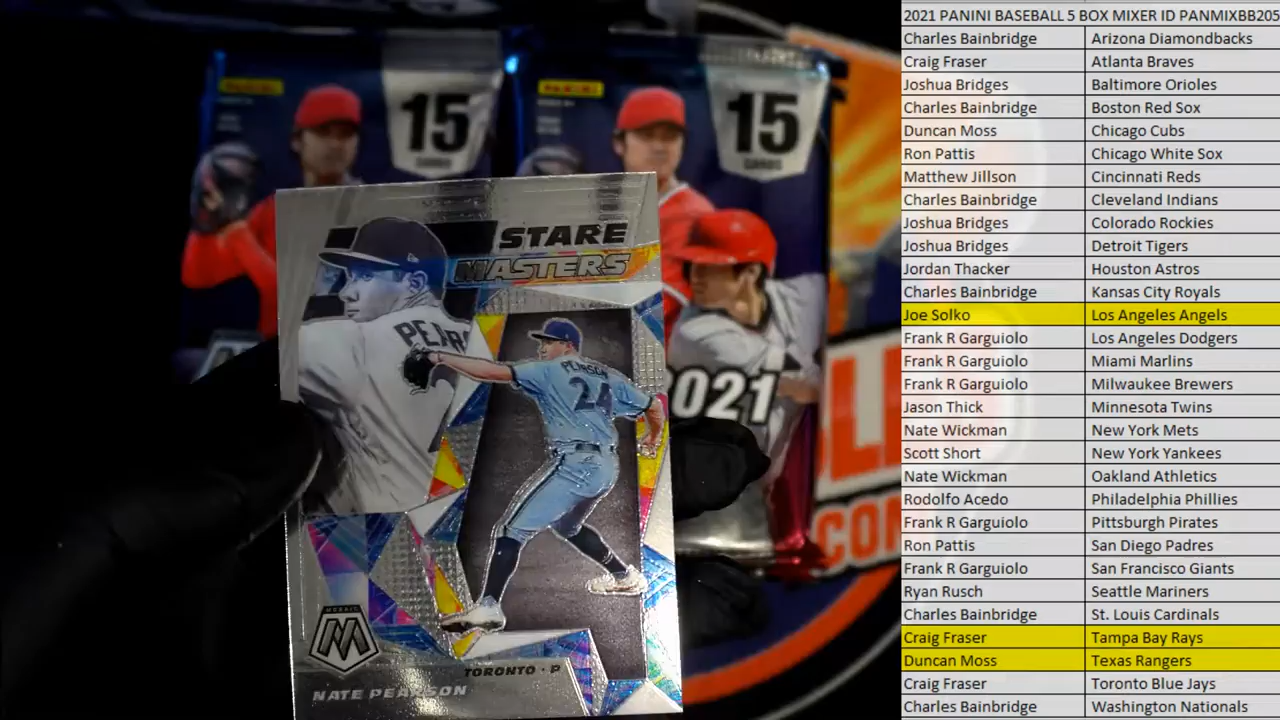 15
CARDS
15
CARDS
STARE
MASTERS
PEAR
PEARSON
24
2021
MOSAIC
TORONTO · P
NATE PEARSON
CON
2021 PANINI BASEBALL 5 BOX MIXER ID PANMIXBB205
Charles Bainbridge Arizona Diamondbacks
Craig Fraser Atlanta Braves
Joshua Bridges Baltimore Orioles
Charles Bainbridge Boston Red Sox
Duncan Moss Chicago Cubs
Ron Pattis Chicago White Sox
Matthew Jillson Cincinnati Reds
Charles Bainbridge Cleveland Indians
Joshua Bridges Colorado Rockies
Joshua Bridges Detroit Tigers
Jordan Thacker Houston Astros
Charles Bainbridge Kansas City Royals
Joe Solko Los Angeles Angels
Frank R Garguiolo Los Angeles Dodgers
Frank R Garguiolo Miami Marlins
Frank R Garguiolo Milwaukee Brewers
Jason Thick Minnesota Twins
Nate Wickman New York Mets
Scott Short New York Yankees
Nate Wickman Oakland Athletics
Rodolfo Acedo Philadelphia Phillies
Frank R Garguiolo Pittsburgh Pirates
Ron Pattis San Diego Padres
Frank R Garguiolo San Francisco Giants
Ryan Rusch Seattle Mariners
Charles Bainbridge St. Louis Cardinals
Craig Fraser Tampa Bay Rays
Duncan Moss Texas Rangers
Craig Fraser Toronto Blue Jays
Charles Bainbridge Washington Nationals